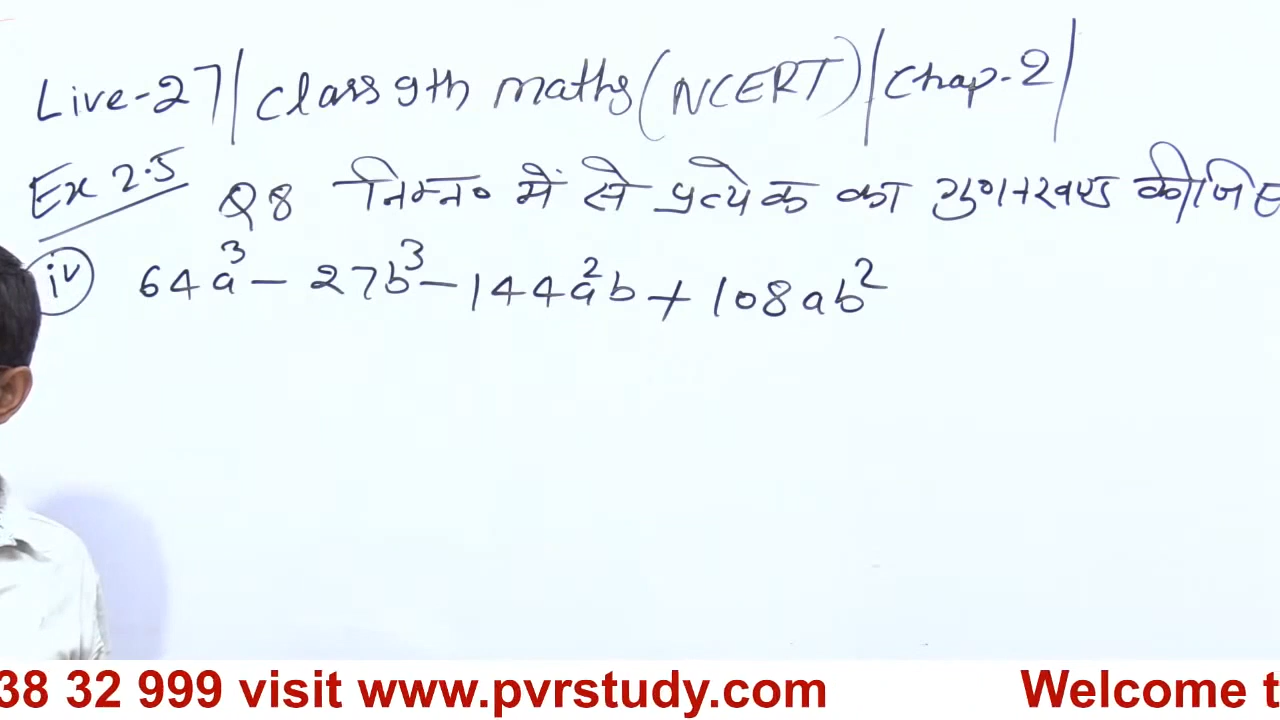 Live-27| Class 9th maths (NCERT) | Chap-2|
Ex 2.5 Q8 निम्न॰ में से प्रत्येक का गुणनखण्ड कीजिए
iv 64a³ - 27b³ - 144a²b + 108ab²
38 32 999 visit www.pvrstudy.com Welcome t